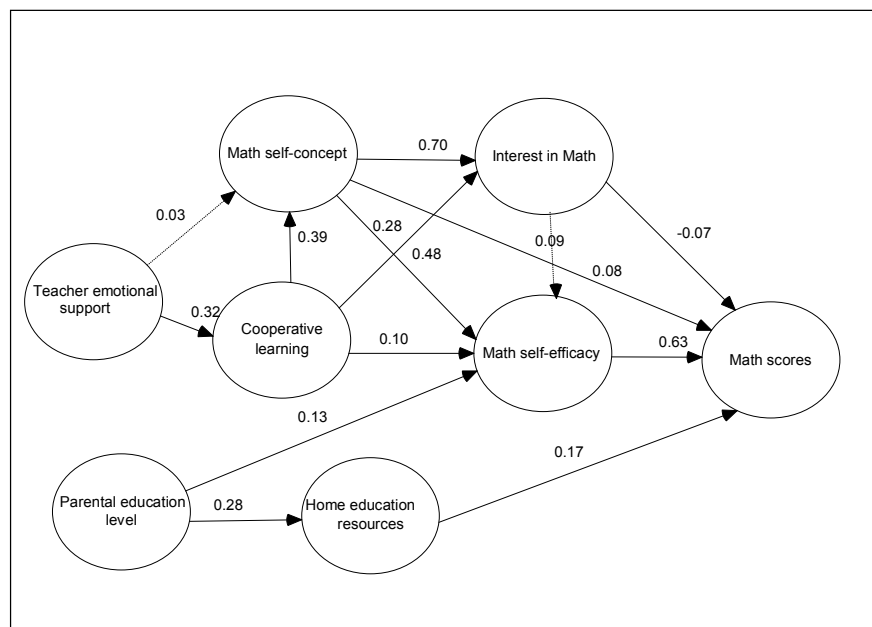 Math self-concept
0.70
Interest in Math
0.03
0.28
0.09
-0.07
0.39
0.48
0.08
Teacher emotional
support
0.32
Cooperative
learning
0.10
Math self-efficacy
0.63
Math scores
0.13
0.17
Parental education
level
0.28
Home education
resources